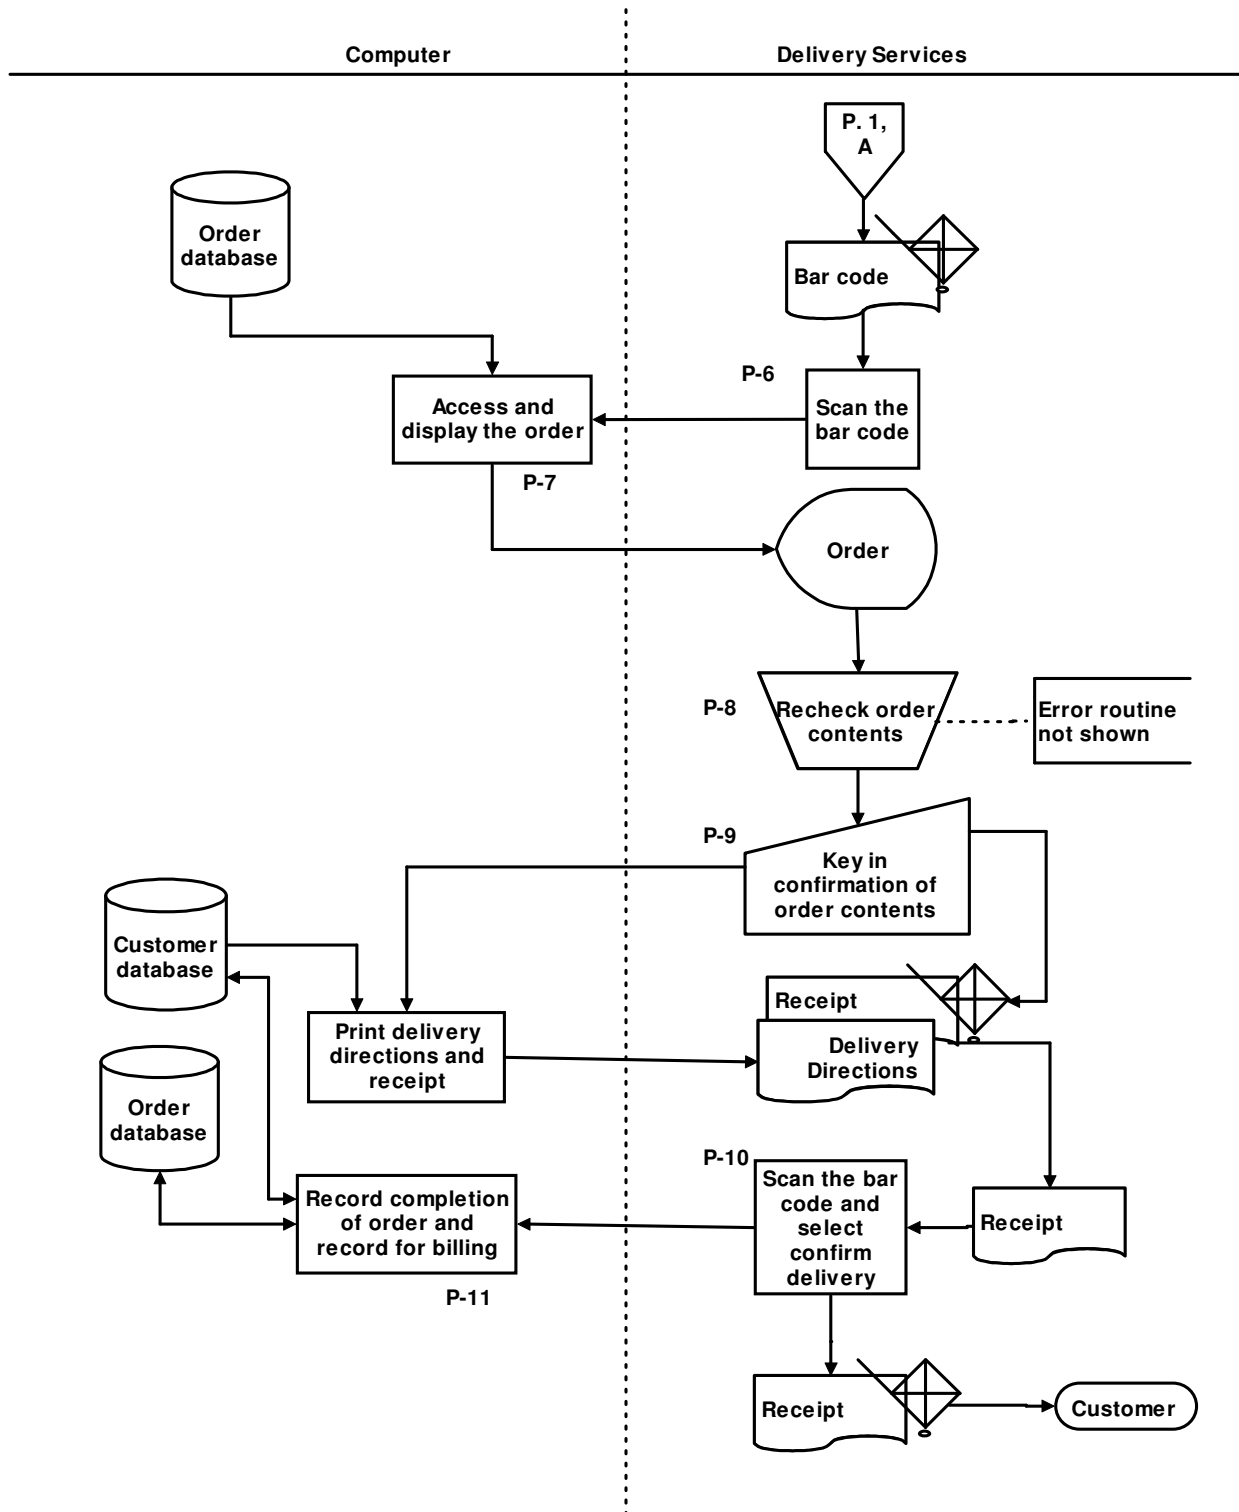 Computer
Delivery Services
P. 1,
A
Order
database
Bar code
P-6
Scan the
bar code
Access and
display the order
P-7
Order
P-8
Recheck order
contents
Error routine
not shown
P-9
Key in
confirmation of
order contents
Customer
database
Receipt
Print delivery
directions and
receipt
Delivery
Directions
Order
database
P-10
Scan the bar
code and
select
confirm
delivery
Receipt
Record completion
of order and
record for billing
P-11
Receipt
Customer